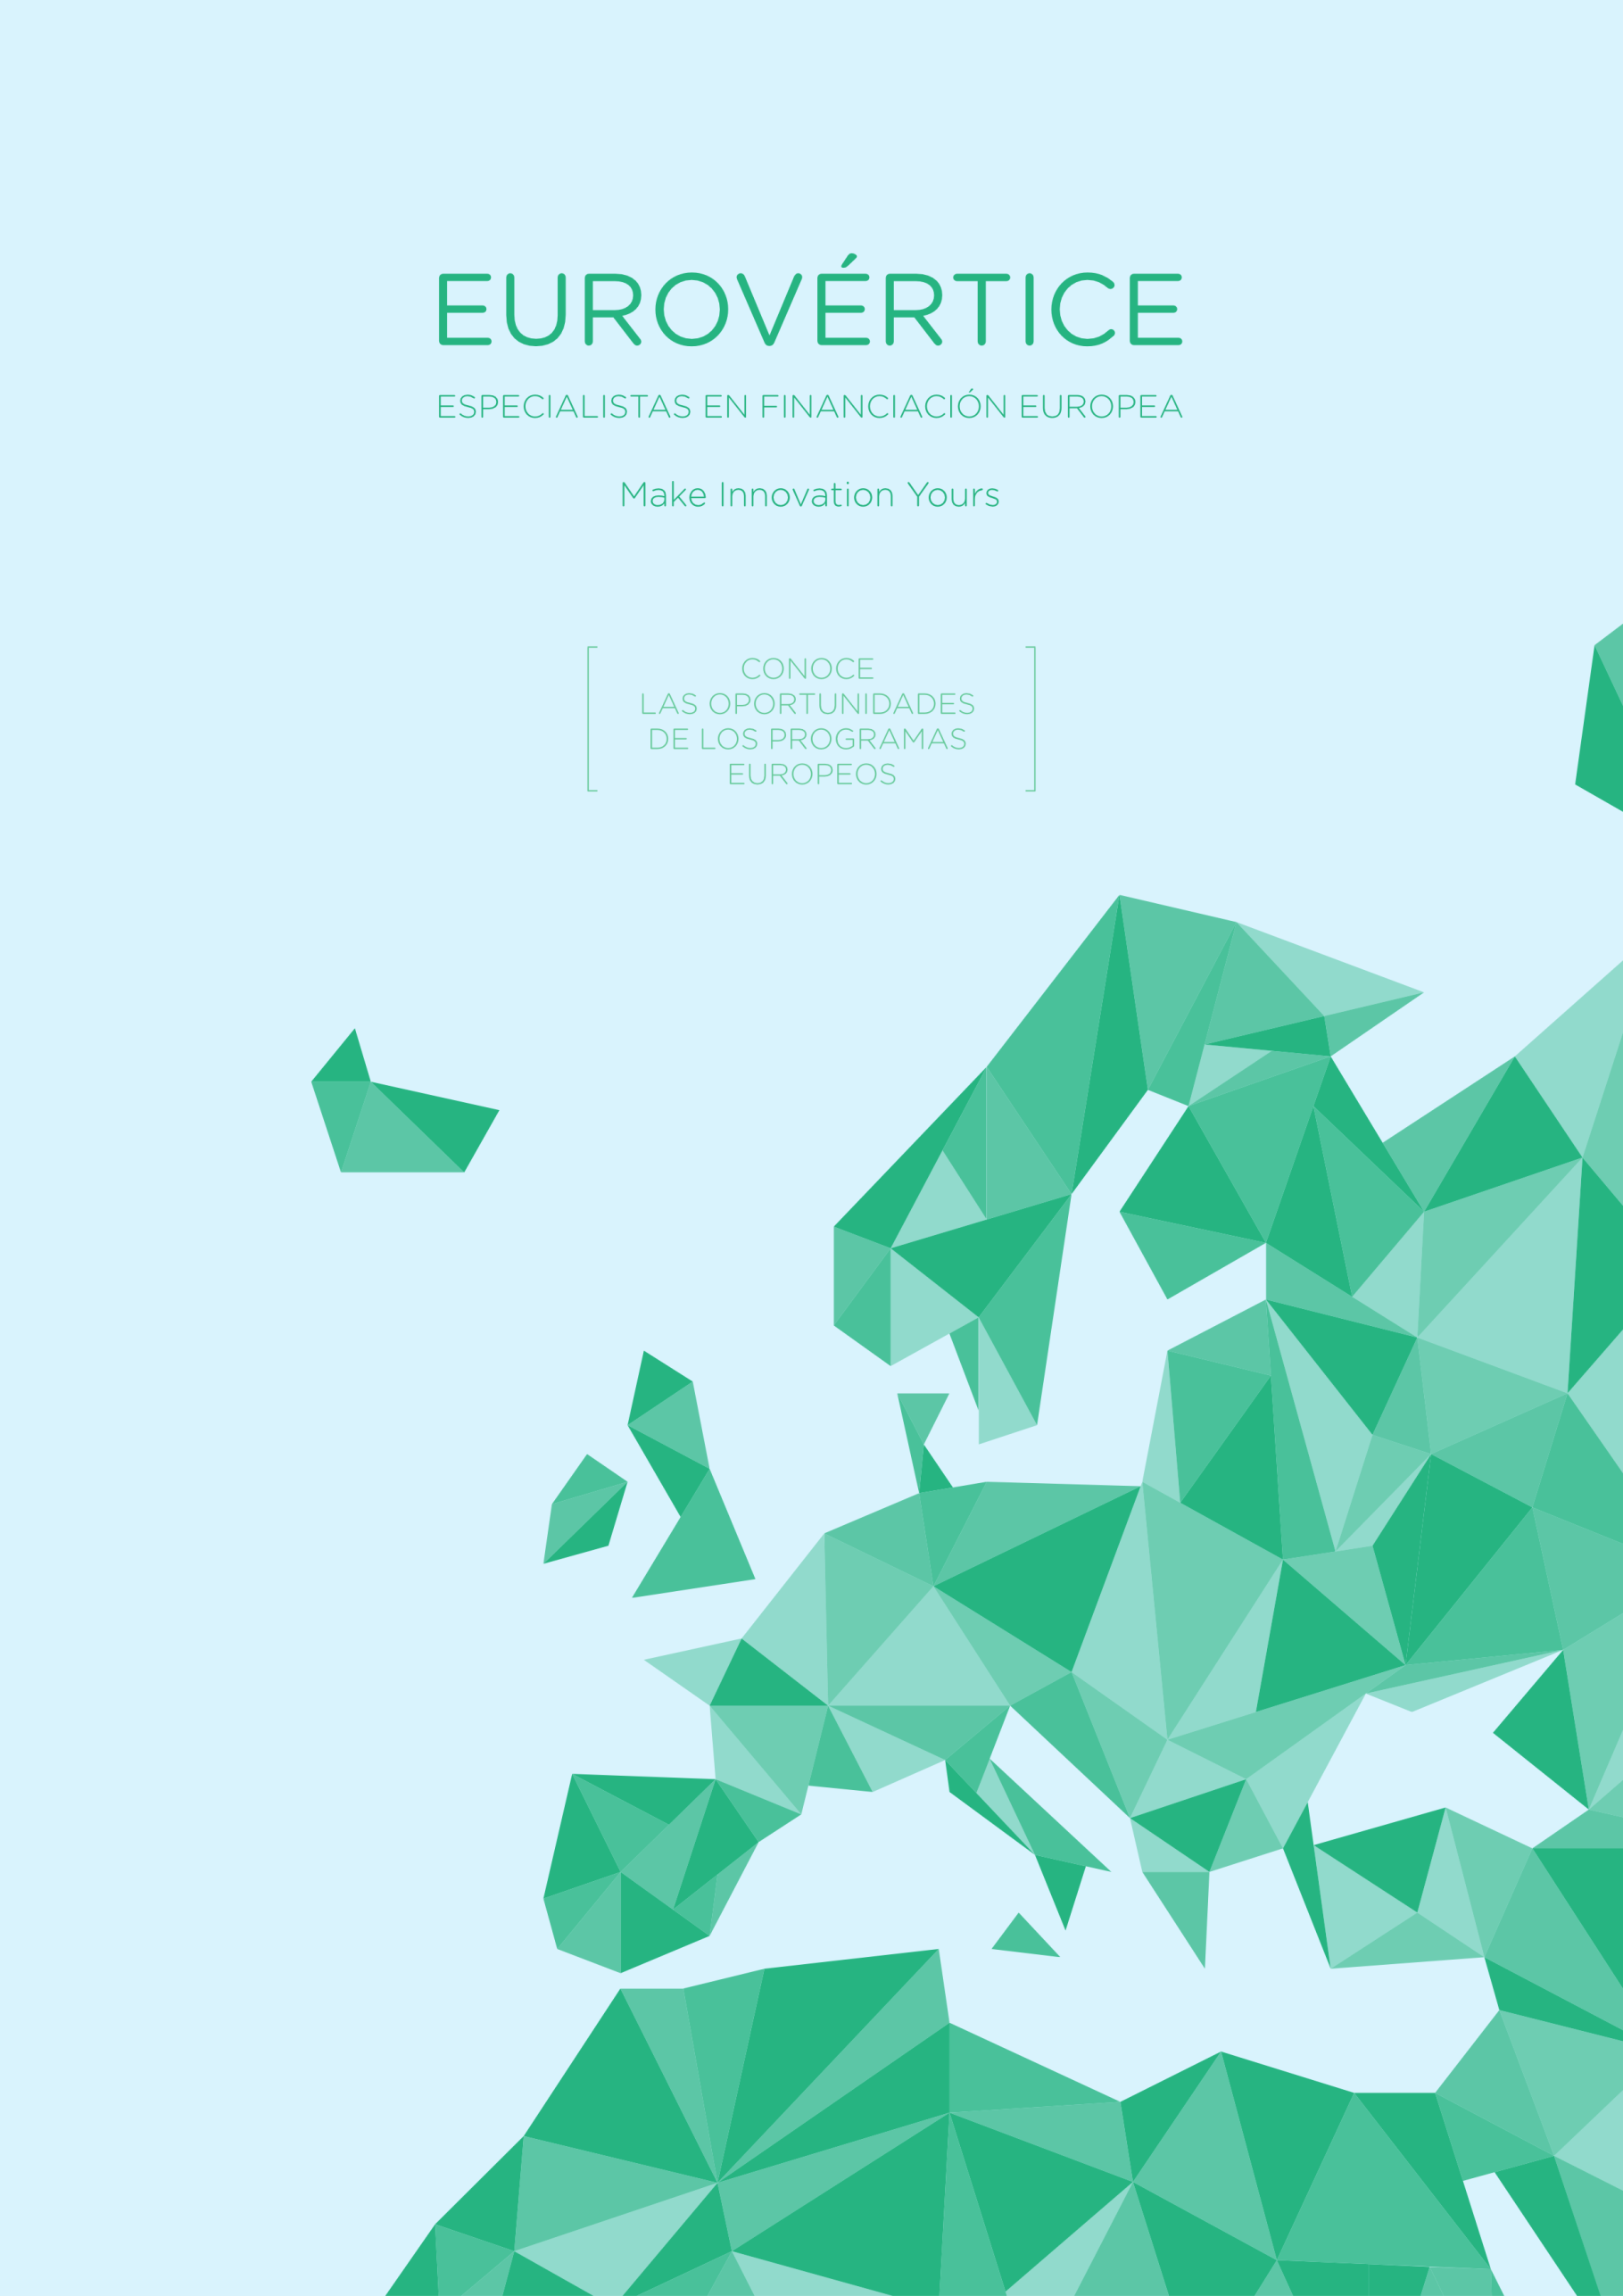 EUROVÉRTICE
ESPECIALISTAS EN FINANCIACIÓN EUROPEA
Make Innovation Yours
CONOCE
LAS OPORTUNIDADES
DE LOS PROGRAMAS
EUROPEOS